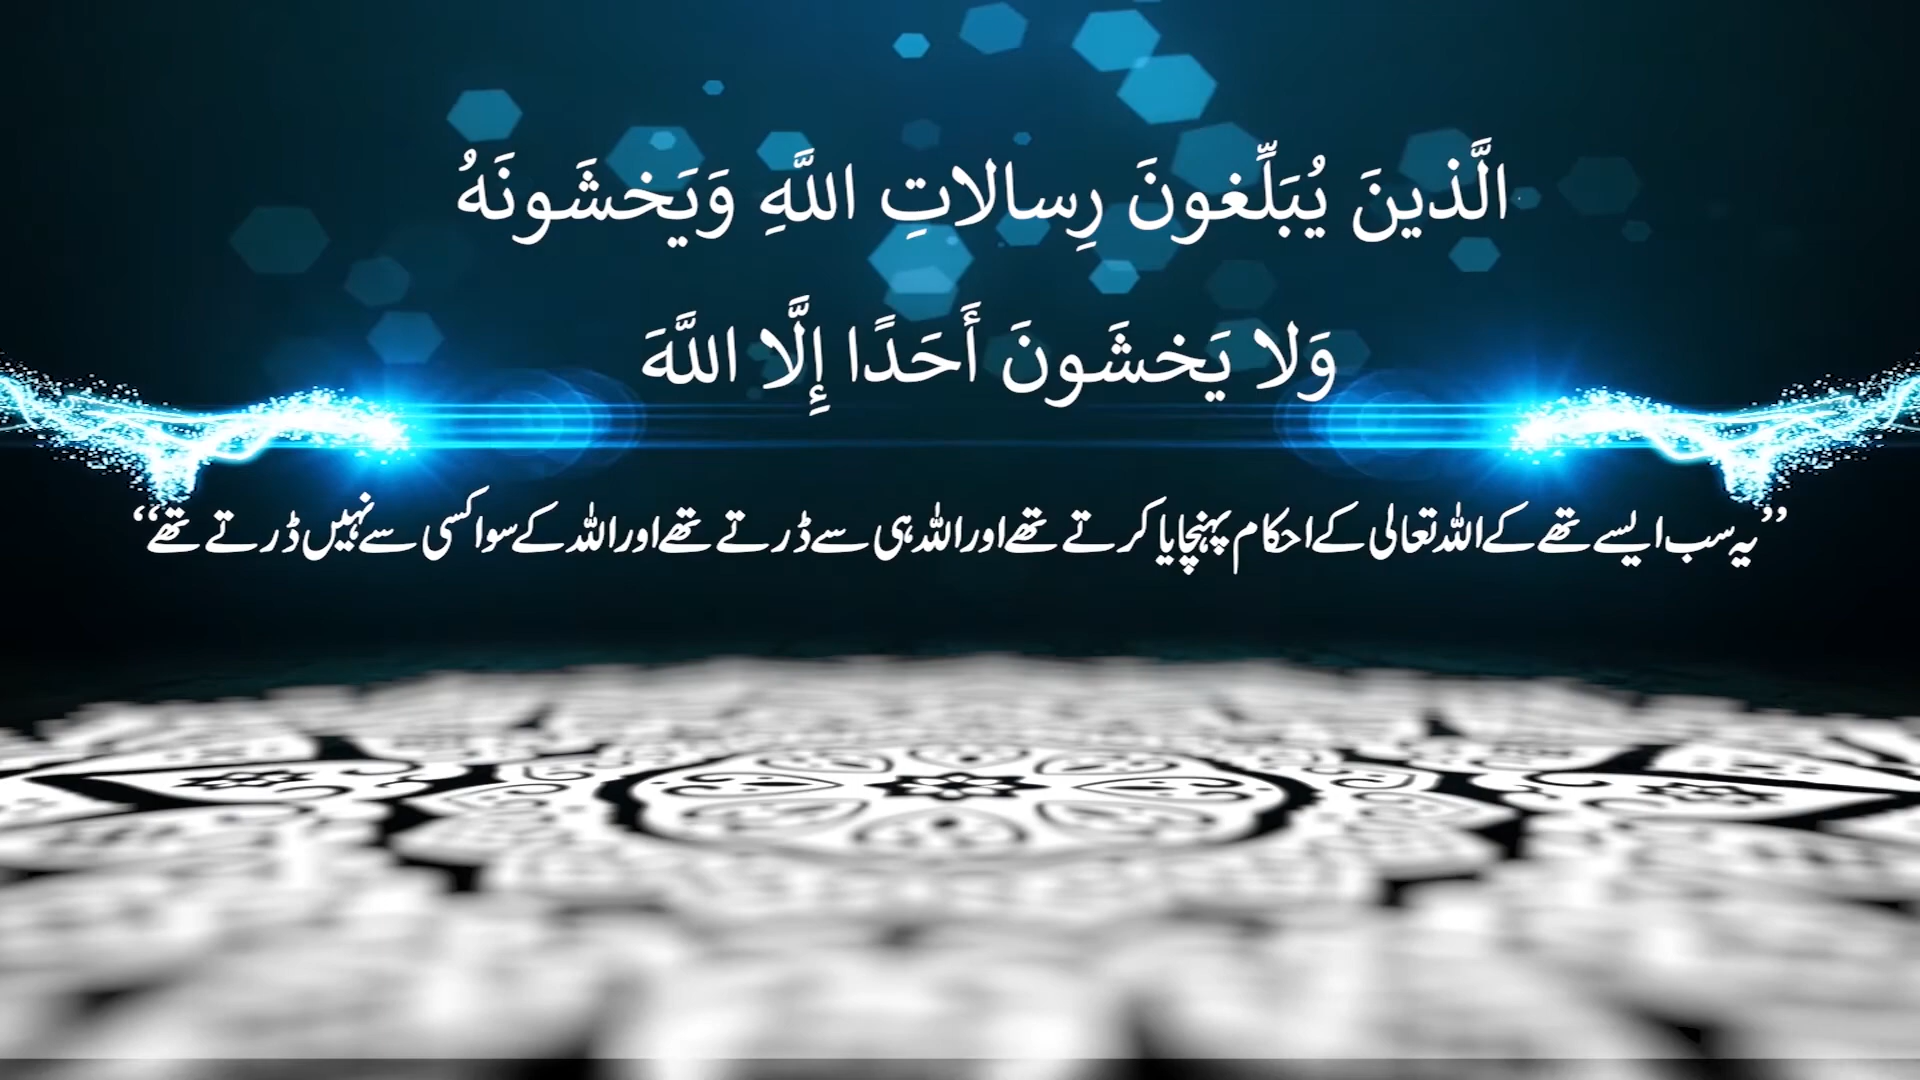 الَّذينَ يُبَلِّغونَ رِسالاتِ اللَّهِ وَيَخشَونَهُ
وَلا يَخشَونَ أَحَدًا إِلَّا اللَّهَ
”یہ سب ایسے تھے کے اللہ تعالی کے احکام پہنچایا کرتے تھے اور اللہ ہی سے ڈرتے تھے اور اللہ کے سوا کسی سے نہیں ڈرتے تھے“